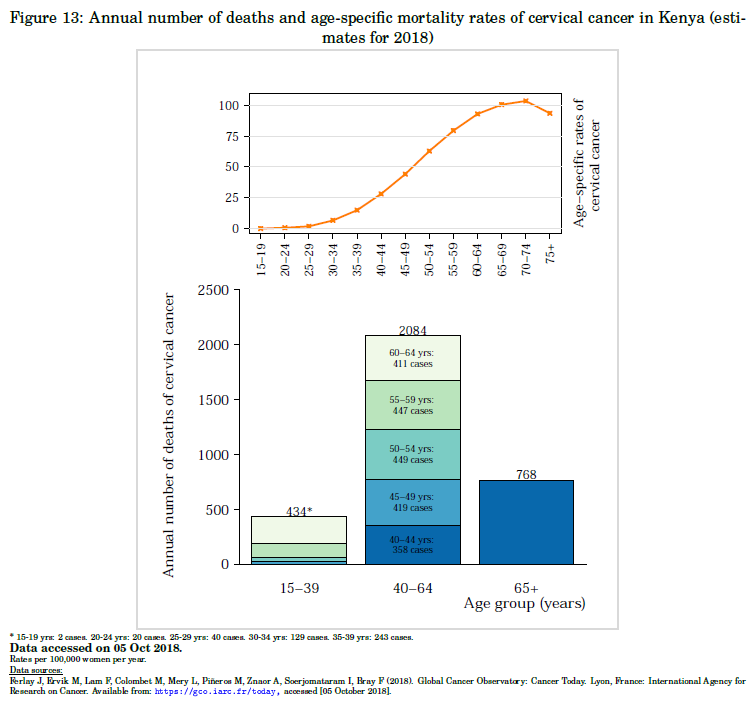 Figure 13: Annual number of deaths and age-specific mortality rates of cervical cancer in Kenya (esti-
mates for 2018)
100
75
50
25
0
Age−specific rates of
cervical cancer
15−19
20−24
25−29
30−34
35−39
40−44
45−49
50−54
55−59
60−64
65−69
70−74
75+
Annual number of deaths of cervical cancer
2500
2000
1500
1000
500
0
434*
2084
60−64 yrs:
411 cases
55−59 yrs:
447 cases
50−54 yrs:
449 cases
45−49 yrs:
419 cases
40−44 yrs:
358 cases
768
15−39
40−64
65+
Age group (years)
* 15-19 yrs: 2 cases. 20-24 yrs: 20 cases. 25-29 yrs: 40 cases. 30-34 yrs: 129 cases. 35-39 yrs: 243 cases.
Data accessed on 05 Oct 2018.
Rates per 100,000 women per year.
Data sources:
Ferlay J, Ervik M, Lam F, Colombet M, Mery L, Piñeros M, Znaor A, Soerjomataram I, Bray F (2018). Global Cancer Observatory: Cancer Today. Lyon, France: International Agency for
Research on Cancer. Available from: https://gco.iarc.fr/today, accessed [05 October 2018].